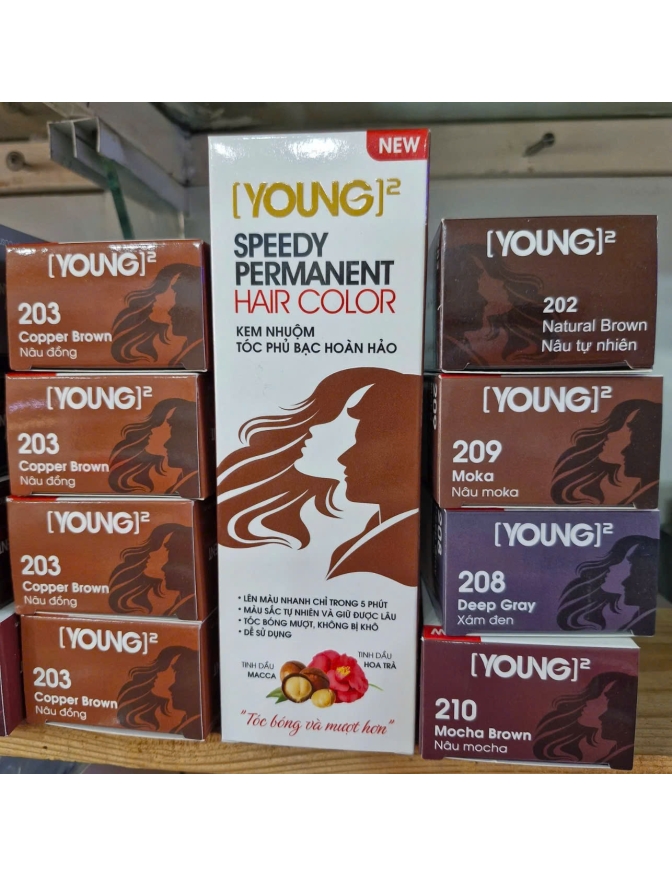 [YOUNG]²
203
Copper Brown
Nâu đồng
[YOUNG]²
203
Copper Brown
Nâu đồng
[YOUNG]²
203
Copper Brown
Nâu đồng
[YOUNG]²
203
Copper Brown
Nâu đồng
NEW
[YOUNG]²
SPEEDY
PERMANENT
HAIR COLOR
KEM NHUỘM
TÓC PHỦ BẠC HOÀN HẢO
• LÊN MÀU NHANH CHỈ TRONG 5 PHÚT
• MÀU SẮC TỰ NHIÊN VÀ GIỮ ĐƯỢC LÂU
• TÓC BÓNG MƯỢT, KHÔNG BỊ KHÔ
• DỄ SỬ DỤNG
TINH DẦU
MACCA
TINH DẦU
HOA TRÀ
"Tóc bóng và mượt hơn"
[YOUNG]²
202
Natural Brown
Nâu tự nhiên
209
[YOUNG]²
209
Moka
Nâu moka
208
[YOUNG]²
208
Deep Gray
Xám đen
[YOUNG]²
210
Mocha Brown
Nâu mocha